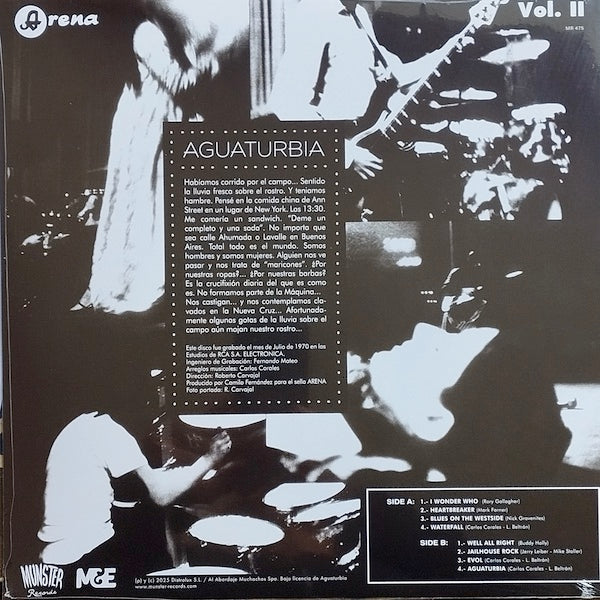 Arena
Vol. II
MR 475
AGUATURBIA
Habíamos corrido por el campo... Sentido
la lluvia fresca sobre el rostro. Y teníamos
hambre. Pensé en la comida china de Ann
Street en un lugar de New York. Las 13:30.
Me comería un sandwich. "Deme un
completo y una soda". No importa que
sea calle Ahumada o Lavalle en Buenos
Aires. Total todo es el mundo. Somos
hombres y somos mujeres. Alguien nos ve
pasar y nos trata de "maricones". ¿Por
nuestras ropas?... ¿Por nuestras barbas?
Es la crucifixión diaria del que es como
es. No formamos parte de la Máquina...
Nos castigan... y nos contemplamos cla-
vados en la Nueva Cruz... Afortunada-
mente algunas gotas de la lluvia sobre el
campo aún mojan nuestro rostro...
Este disco fue grabado el mes de Julio de 1970 en los
Estudios de RCA S.A. ELECTRONICA.
Ingeniero de Grabación: Fernando Mateo
Arreglos musicales: Carlos Corales
Dirección: Roberto Carvajal
Producido por Camilo Fernández para el sello ARENA
Foto portada: R. Carvajal
SIDE A: 1.- I WONDER WHO (Rory Gallagher)
2.- HEARTBREAKER (Mark Farner)
3.- BLUES ON THE WESTSIDE (Nick Gravenites)
4.- WATERFALL (Carlos Corales - L. Beltrán)
SIDE B: 1.- WELL ALL RIGHT (Buddy Holly)
2.- JAILHOUSE ROCK (Jerry Leiber - Mike Stoller)
3.- EVOL (Carlos Corales - L. Beltrán)
4.- AGUATURBIA (Carlos Corales - L. Beltrán)
MUNSTER
Records
(p) y (c) 2025 Distrolux S.L. / Al Abordaje Muchachos Spa. Bajo licencia de Aguaturbia
www.munster-records.com